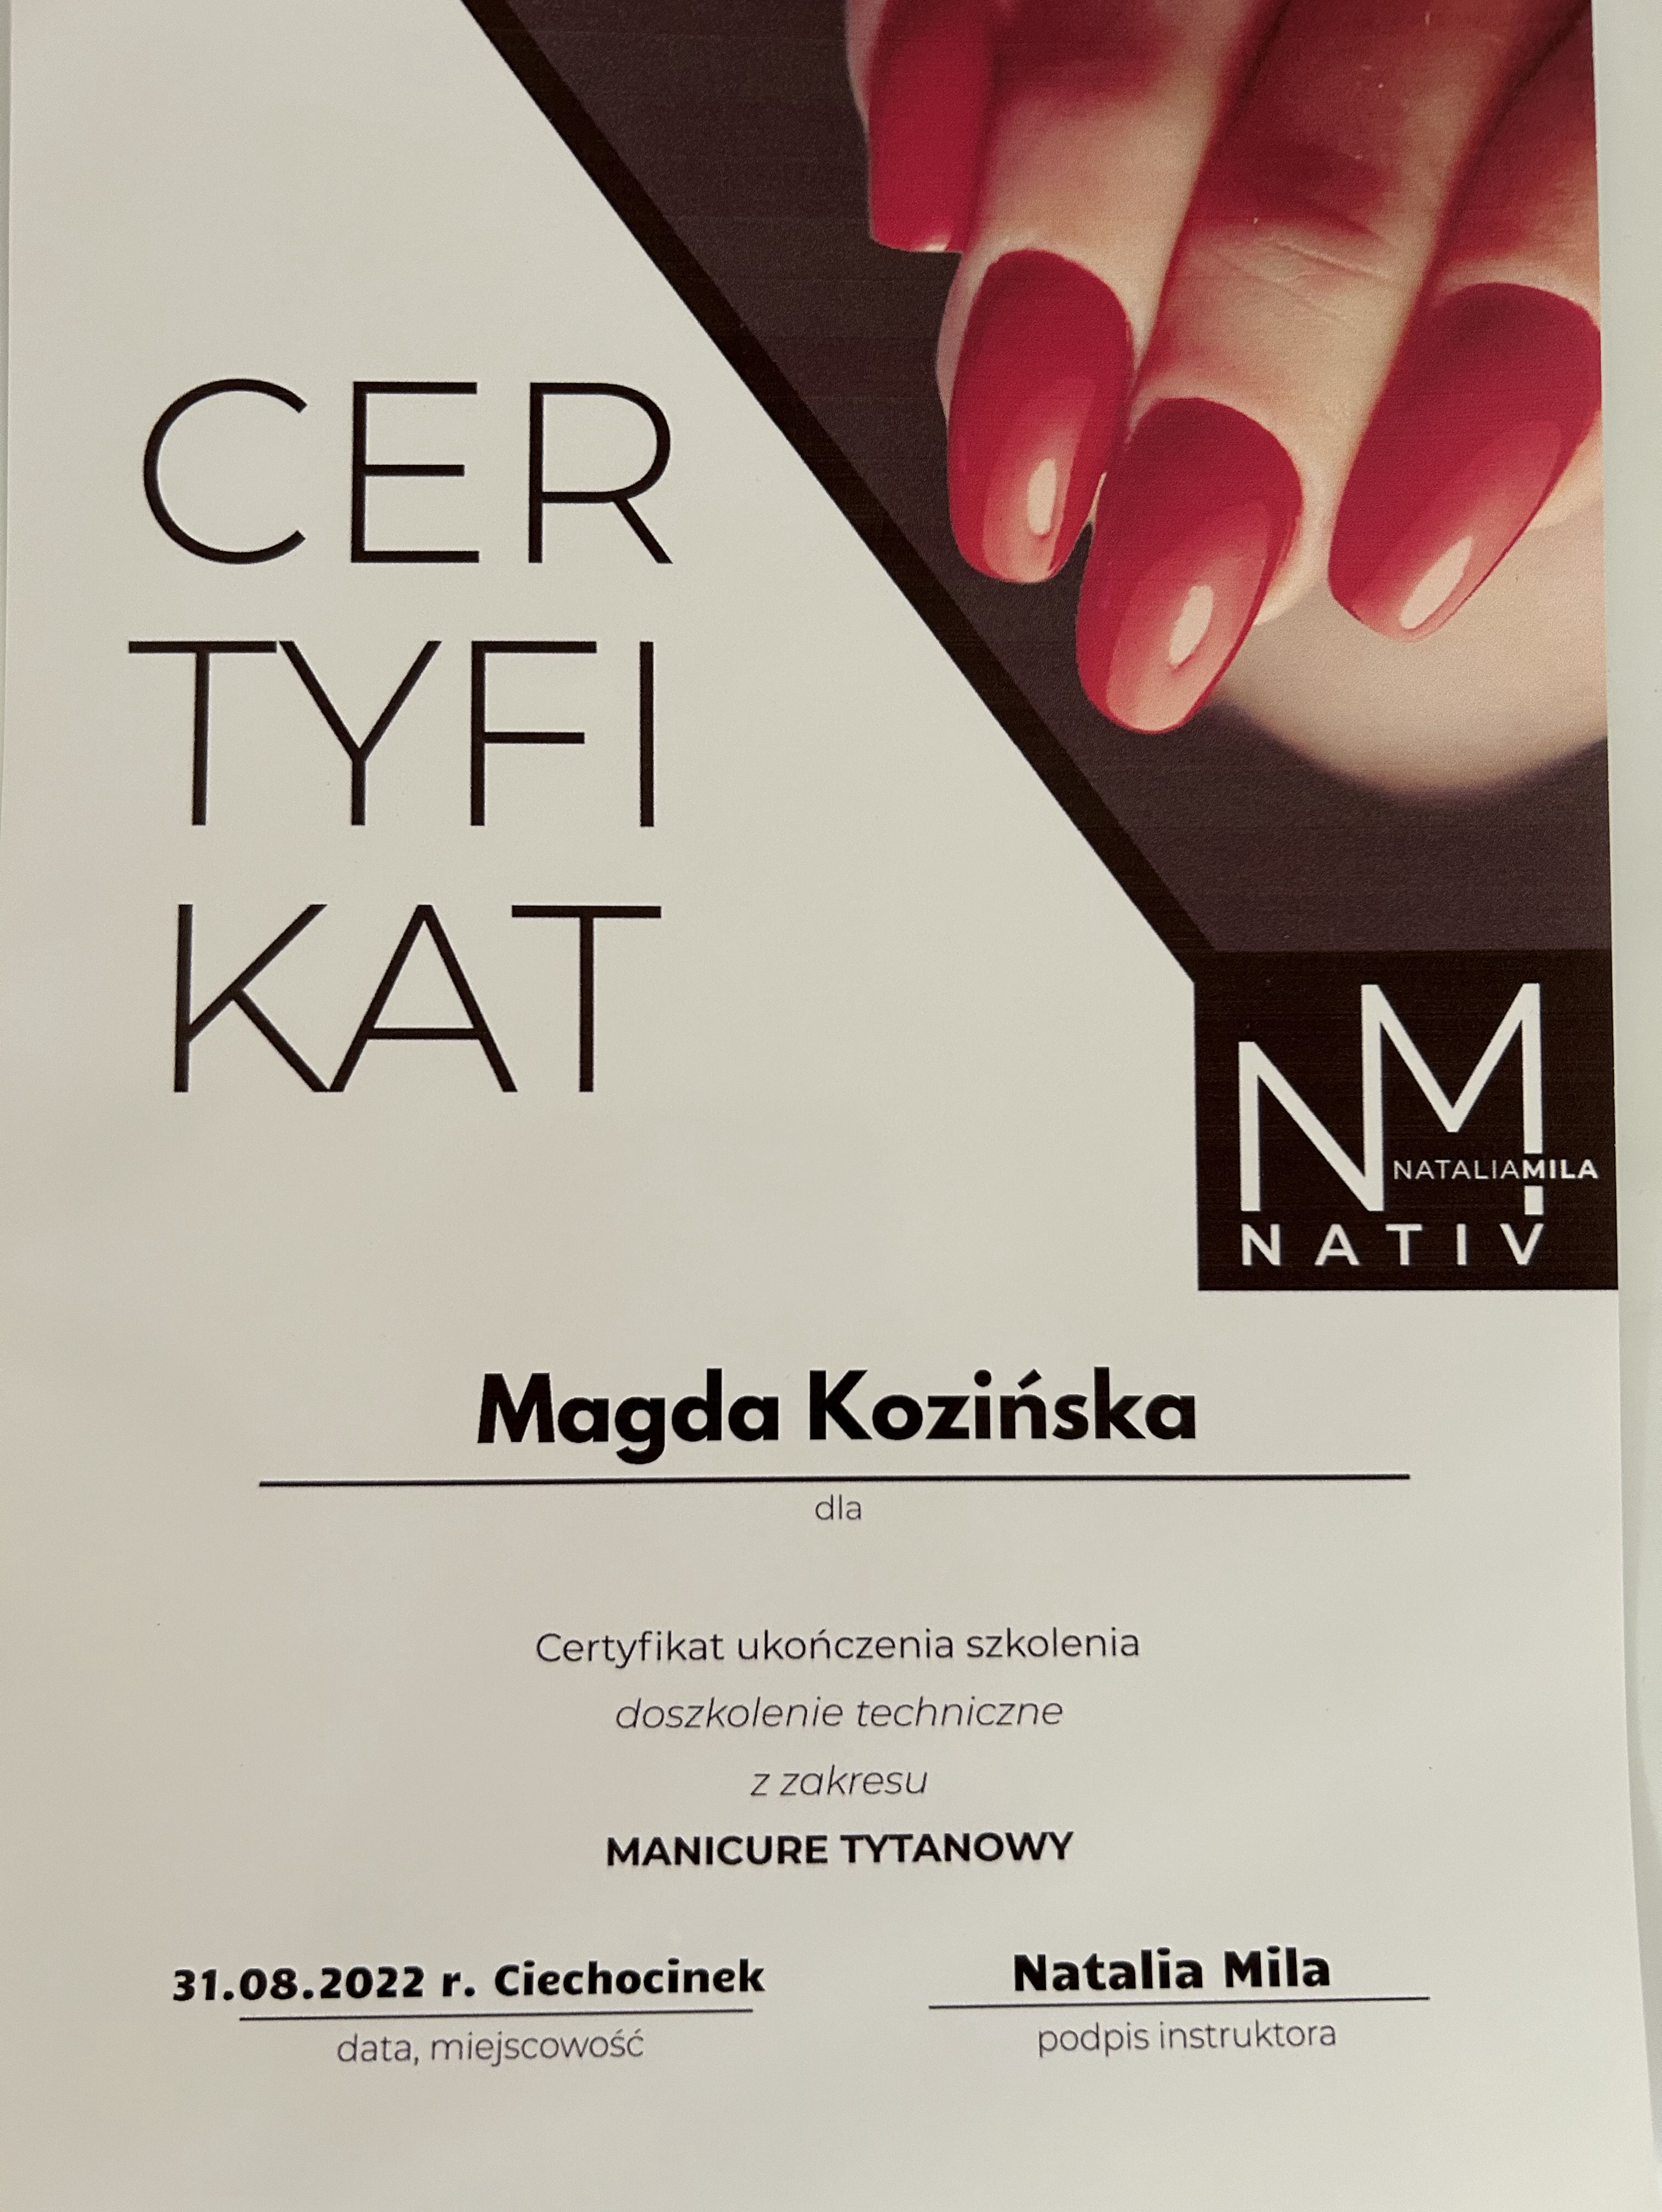 CER
TYFI
KAT
NM
NATALIAMILA
NATIV
Magda Kozińska
dla
Certyfikat ukończenia szkolenia
doszkolenie techniczne
z zakresu
MANICURE TYTANOWY
31.08.2022 r. Ciechocinek
data, miejscowość
Natalia Mila
podpis instruktora